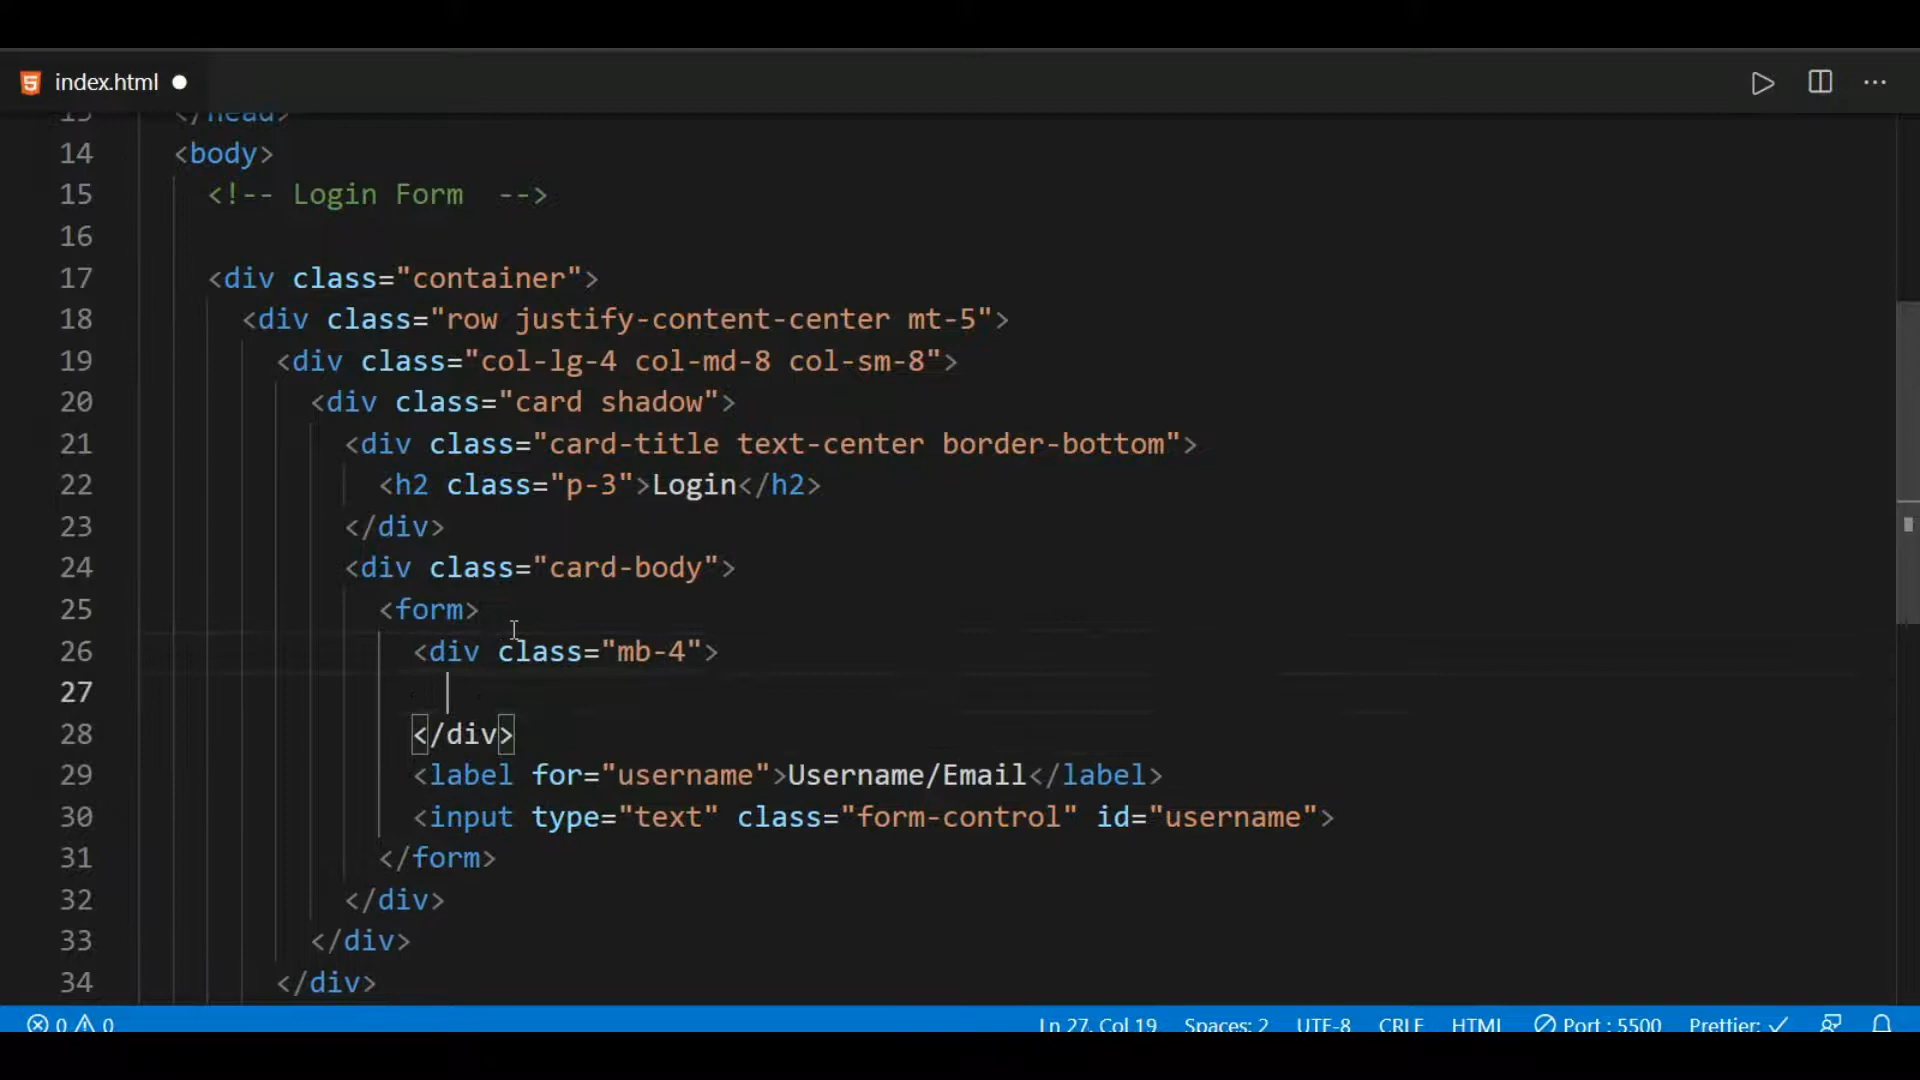 index.html
13 </head>
14 <body>
15 <!-- Login Form  -->
16
17 <div class="container">
18 <div class="row justify-content-center mt-5">
19 <div class="col-lg-4 col-md-8 col-sm-8">
20 <div class="card shadow">
21 <div class="card-title text-center border-bottom">
22 <h2 class="p-3">Login</h2>
23 </div>
24 <div class="card-body">
25 <form>
26 <div class="mb-4">
27
28 </div>
29 <label for="username">Username/Email</label>
30 <input type="text" class="form-control" id="username">
31 </form>
32 </div>
33 </div>
34 </div>
0 0 Ln 27, Col 19 Spaces: 2 UTF-8 CRLF HTML Port : 5500 Prettier: ✓